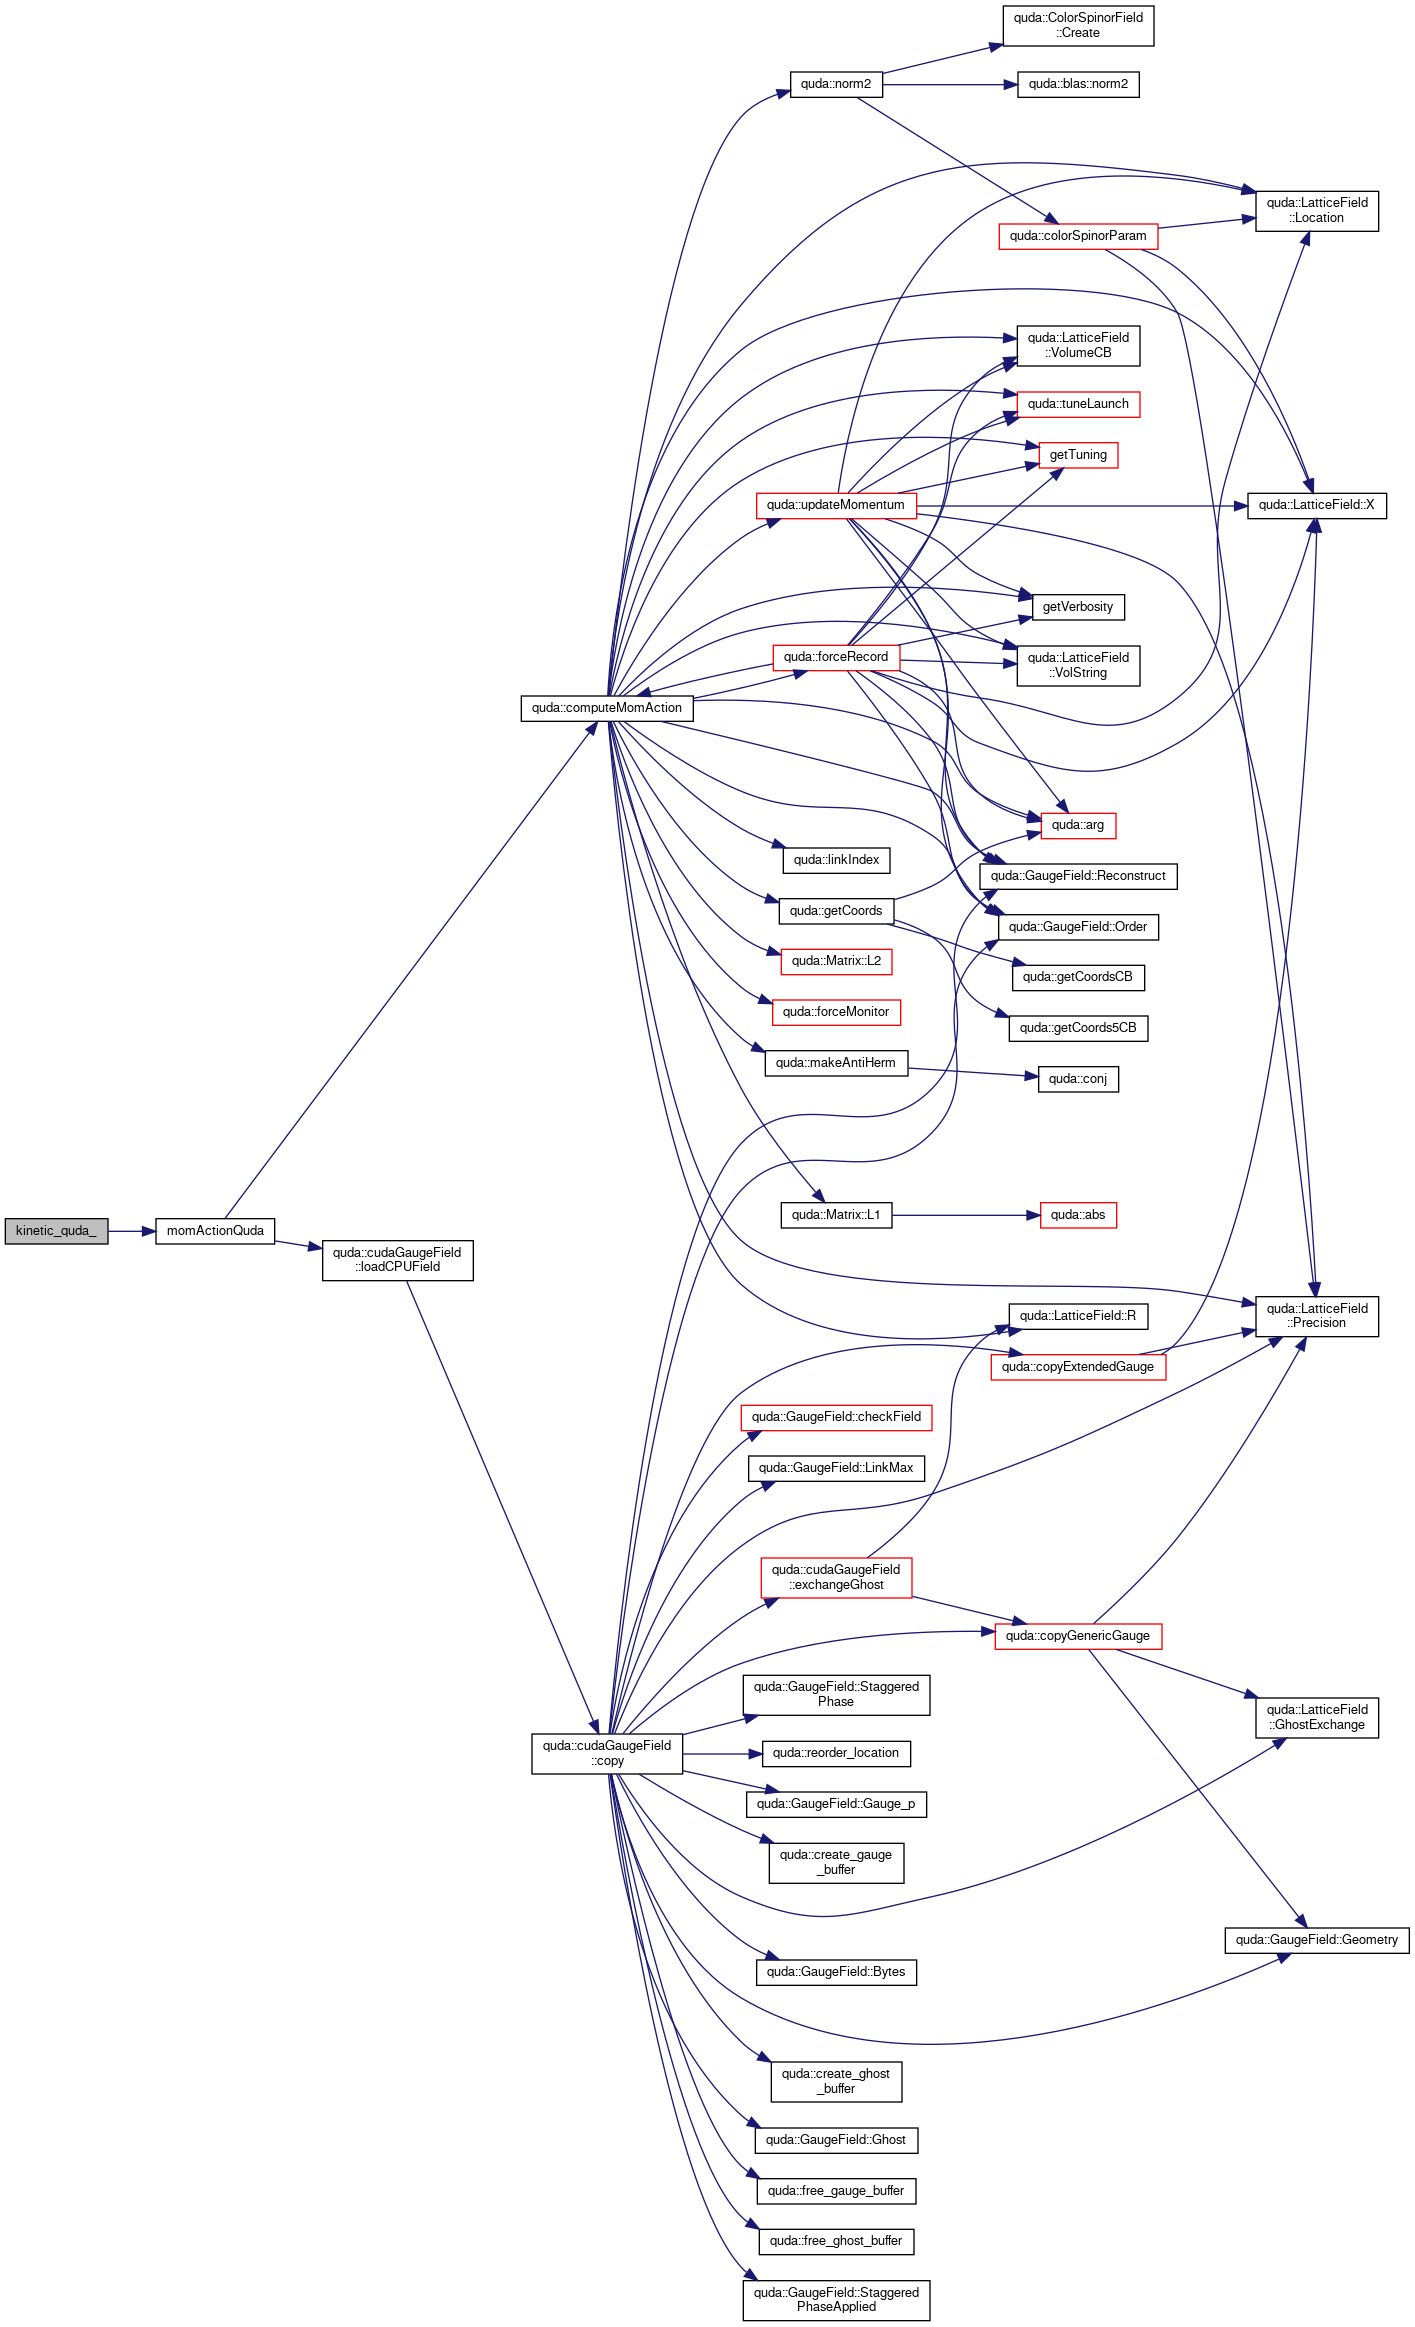 quda::ColorSpinorField
::Create
quda::norm2
quda::blas::norm2
quda::LatticeField
::Location
quda::colorSpinorParam
quda::LatticeField
::VolumeCB
quda::tuneLaunch
getTuning
quda::updateMomentum
quda::LatticeField::X
getVerbosity
quda::forceRecord
quda::LatticeField
::VolString
quda::computeMomAction
quda::arg
quda::linkIndex
quda::GaugeField::Reconstruct
quda::getCoords
quda::GaugeField::Order
quda::Matrix::L2
quda::getCoordsCB
quda::forceMonitor
quda::getCoords5CB
quda::makeAntiHerm
quda::conj
quda::Matrix::L1
quda::abs
kinetic_quda_
momActionQuda
quda::cudaGaugeField
::loadCPUField
quda::LatticeField::R
quda::LatticeField
::Precision
quda::copyExtendedGauge
quda::GaugeField::checkField
quda::GaugeField::LinkMax
quda::cudaGaugeField
::exchangeGhost
quda::copyGenericGauge
quda::GaugeField::Staggered
Phase
quda::LatticeField
::GhostExchange
quda::cudaGaugeField
::copy
quda::reorder_location
quda::GaugeField::Gauge_p
quda::create_gauge
_buffer
quda::GaugeField::Geometry
quda::GaugeField::Bytes
quda::create_ghost
_buffer
quda::GaugeField::Ghost
quda::free_gauge_buffer
quda::free_ghost_buffer
quda::GaugeField::Staggered
PhaseApplied